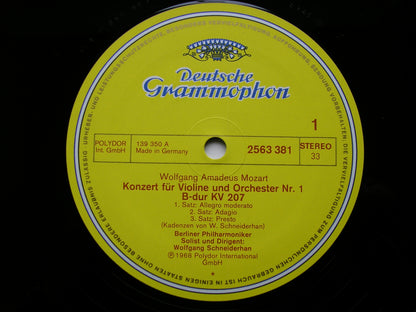 Deutsche
Grammophon
1
POLYDOR
Int. GmbH
139 350 A
Made in Germany
2563 381
STEREO
33
Wolfgang Amadeus Mozart
Konzert für Violine und Orchester Nr. 1
B-dur KV 207
1. Satz: Allegro moderato
2. Satz: Adagio
3. Satz: Presto
(Kadenzen von W. Schneiderhan)
Berliner Philharmoniker
Solist und Dirigent:
Wolfgang Schneiderhan
Ⓟ 1968 Polydor International
GmbH